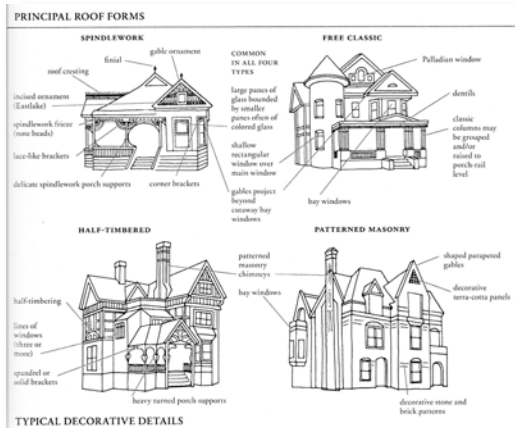 PRINCIPAL ROOF FORMS
SPINDLEWORK
finial
gable ornament
roof cresting
incised ornament
(Eastlake)
spindlework frieze
(note beads)
lace-like brackets
delicate spindlework porch supports
corner brackets
COMMON
IN ALL FOUR
TYPES
large panes of
glass bounded
by smaller
panes often of
colored glass
shallow
rectangular
window over
main window
gables project
beyond
cutaway bay
windows
FREE CLASSIC
Palladian window
dentils
classic
columns may
be grouped
and/or
raised to
porch-rail
level
bay windows
HALF-TIMBERED
half-timbering
lines of
windows
(three or
more)
spandrel or
solid brackets
heavy turned porch supports
patterned
masonry
chimneys
bay windows
PATTERNED MASONRY
shaped parapeted
gables
decorative
terra-cotta panels
decorative stone and
brick patterns
TYPICAL DECORATIVE DETAILS